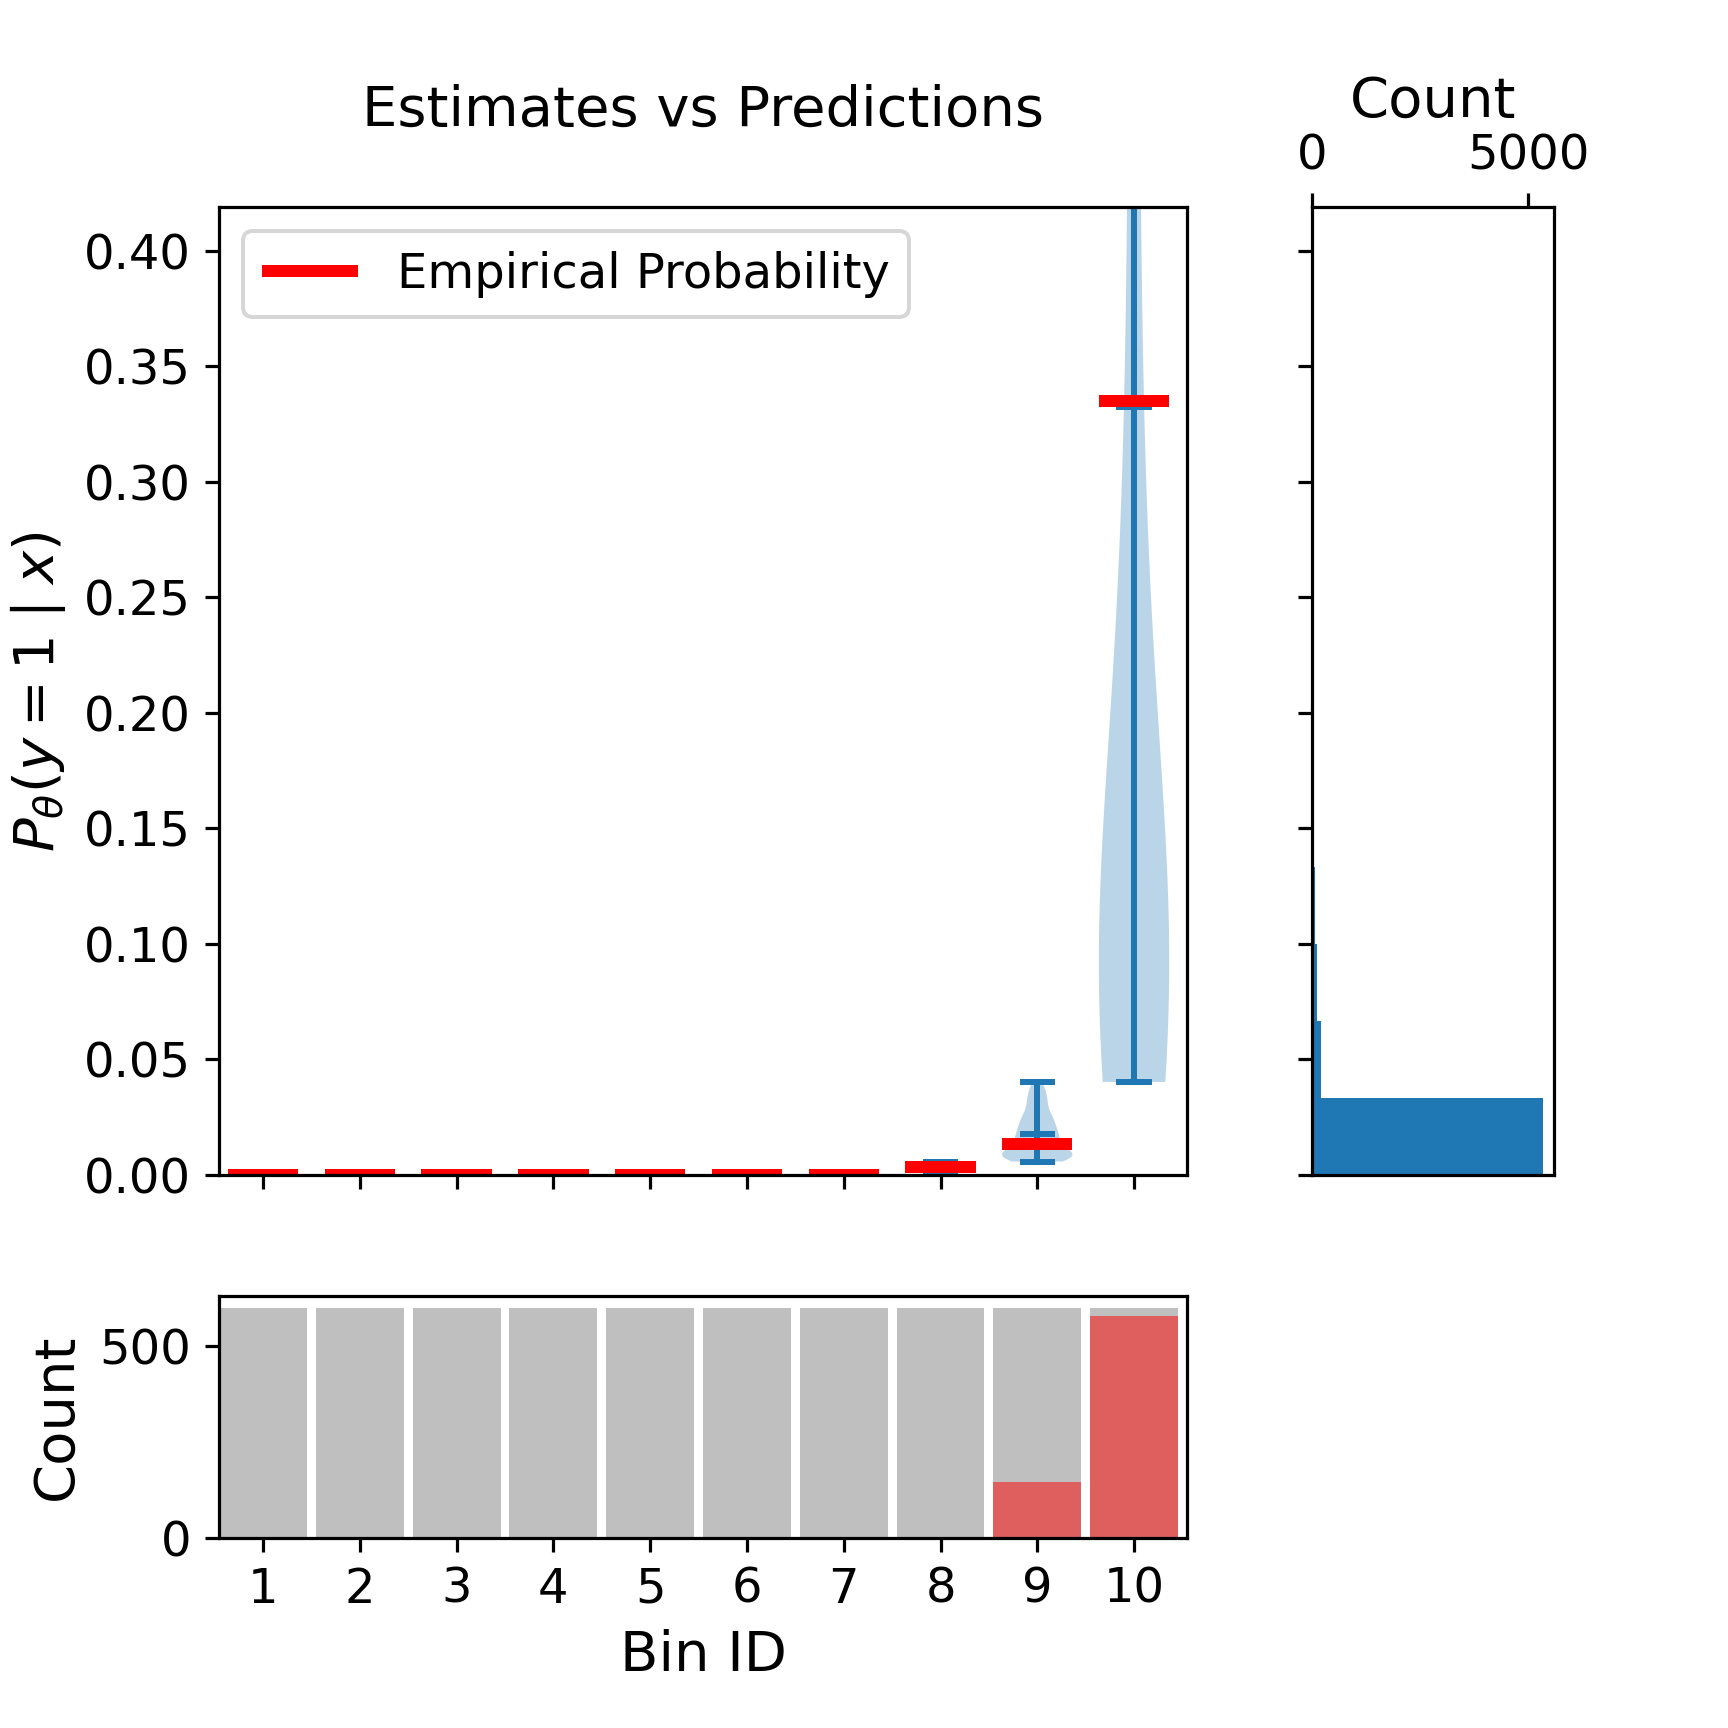 Estimates vs Predictions
Count
0 5000
Empirical Probability
0.40
0.35
0.30
0.25
0.20
0.15
0.10
0.05
0.00
P_θ(y = 1 | x)
Count
500
0
1 2 3 4 5 6 7 8 9 10
Bin ID